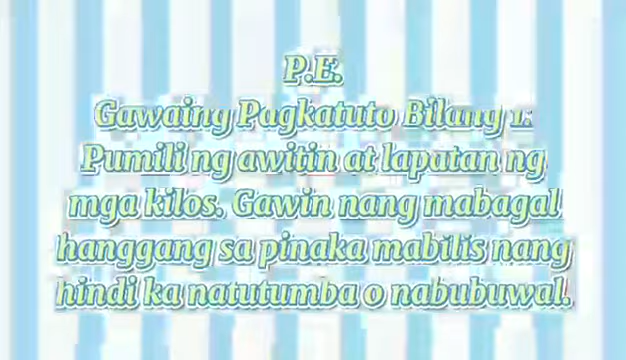 P.E.
Gawaing Pagkatuto Bilang 1:
Pumili ng awitin at lapatan ng
mga kilos. Gawin nang mabagal
hanggang sa pinaka mabilis nang
hindi ka natutumba o nabubuwal.